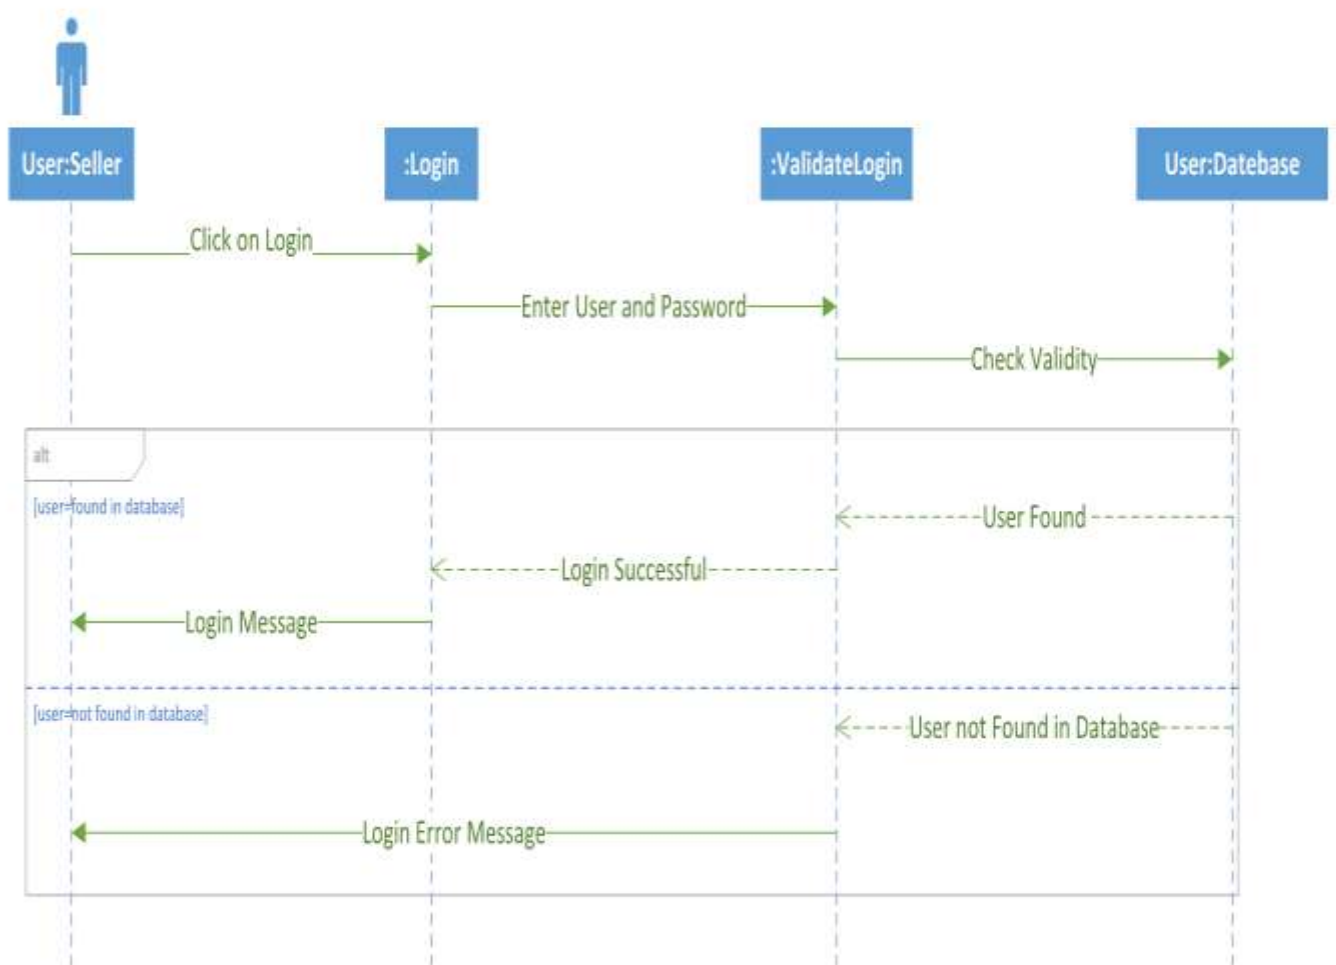 User:Seller
:Login
:ValidateLogin
User:Datebase
Click on Login
Enter User and Password
Check Validity
alt
[user=found in database]
User Found
Login Successful
Login Message
[user=not found in database]
User not Found in Database
Login Error Message